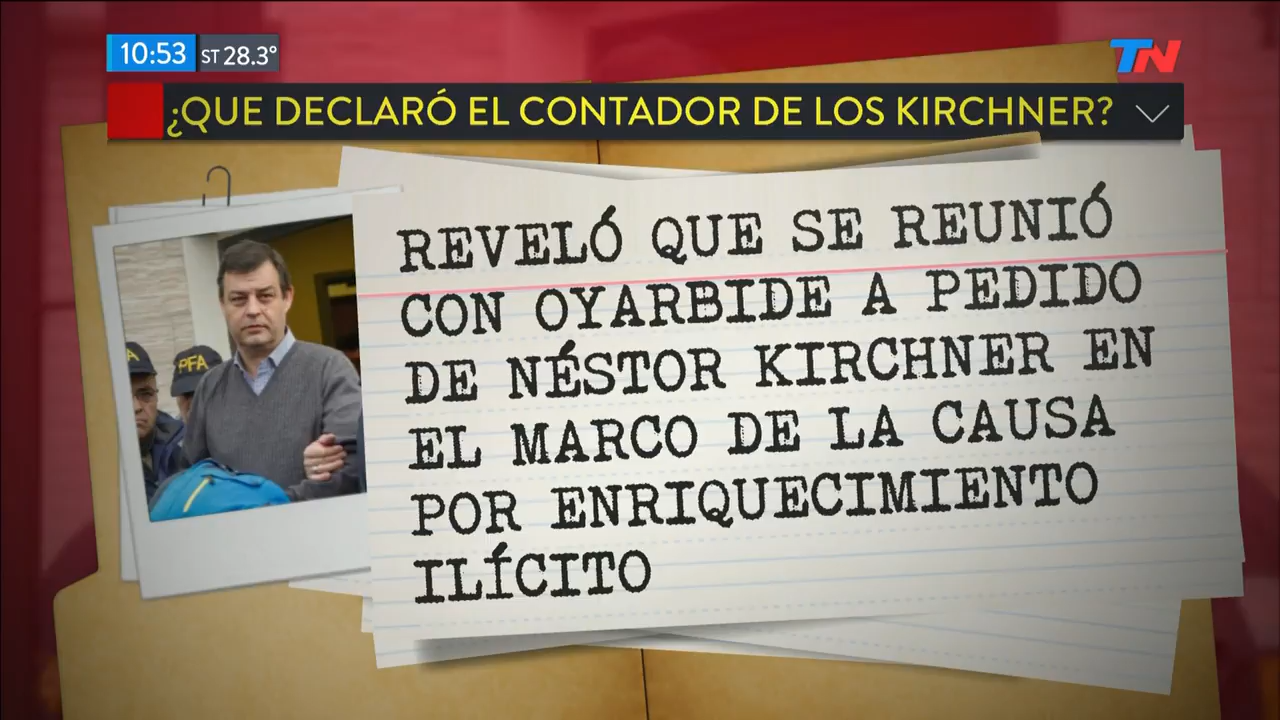 10:53 ST 28.3°
TN
¿QUE DECLARÓ EL CONTADOR DE LOS KIRCHNER?
REVELÓ QUE SE REUNIÓ
CON OYARBIDE A PEDIDO
DE NÉSTOR KIRCHNER EN
EL MARCO DE LA CAUSA
POR ENRIQUECIMIENTO
ILÍCITO
A
PFA